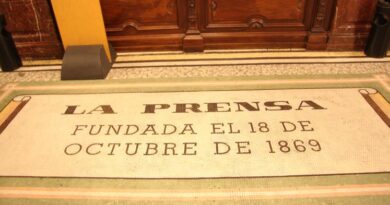 LA PRENSA
FUNDADA EL 18 DE
OCTUBRE DE 1869